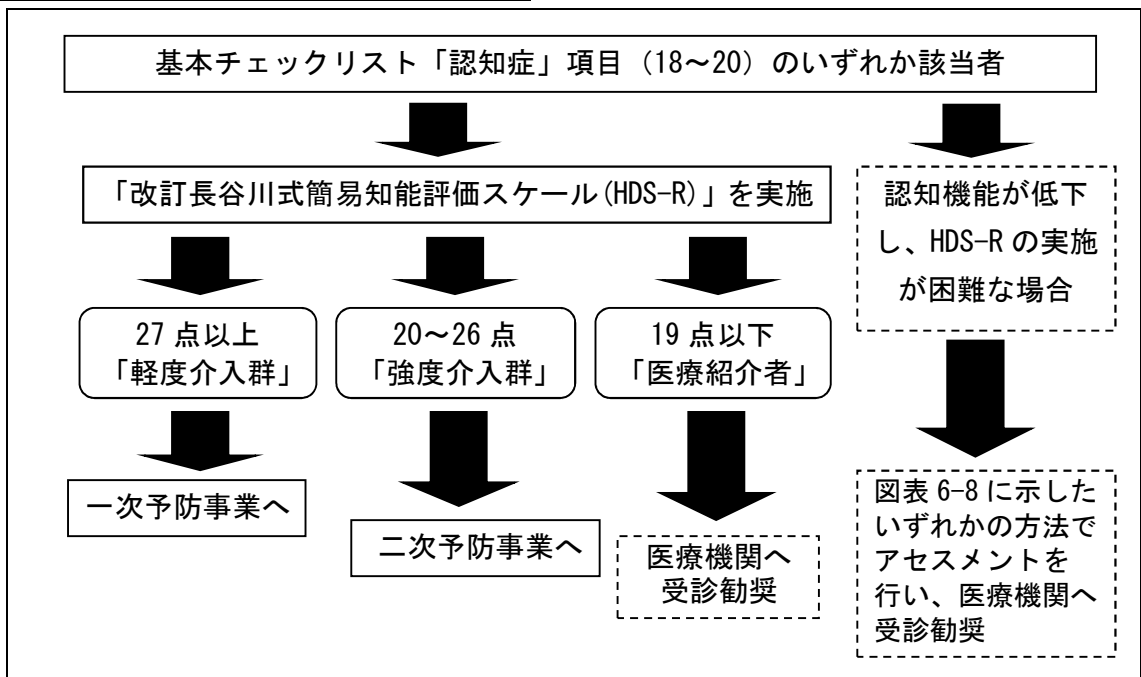 基本チェックリスト「認知症」項目（18～20）のいずれか該当者
「改訂長谷川式簡易知能評価スケール(HDS-R)」を実施
認知機能が低下
し、HDS-R の実施
が困難な場合
27 点以上
「軽度介入群」
20～26 点
「強度介入群」
19 点以下
「医療紹介者」
一次予防事業へ
二次予防事業へ
医療機関へ
受診勧奨
図表 6-8 に示した
いずれかの方法で
アセスメントを
行い、医療機関へ
受診勧奨